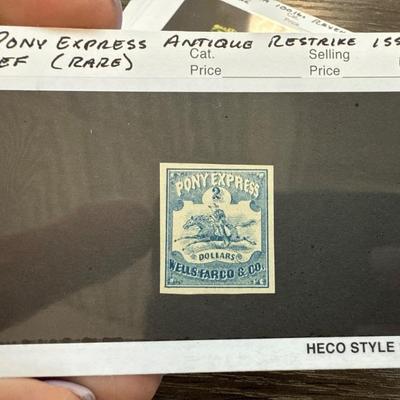 PONY EXPRESS ANTIQUE RESTRIKE ISS
EF (RARE)
Cat.
Price
Selling
Price
PONY EXPRESS
2
DOLLARS
WELLS, FARGO & CO.
HECO STYLE